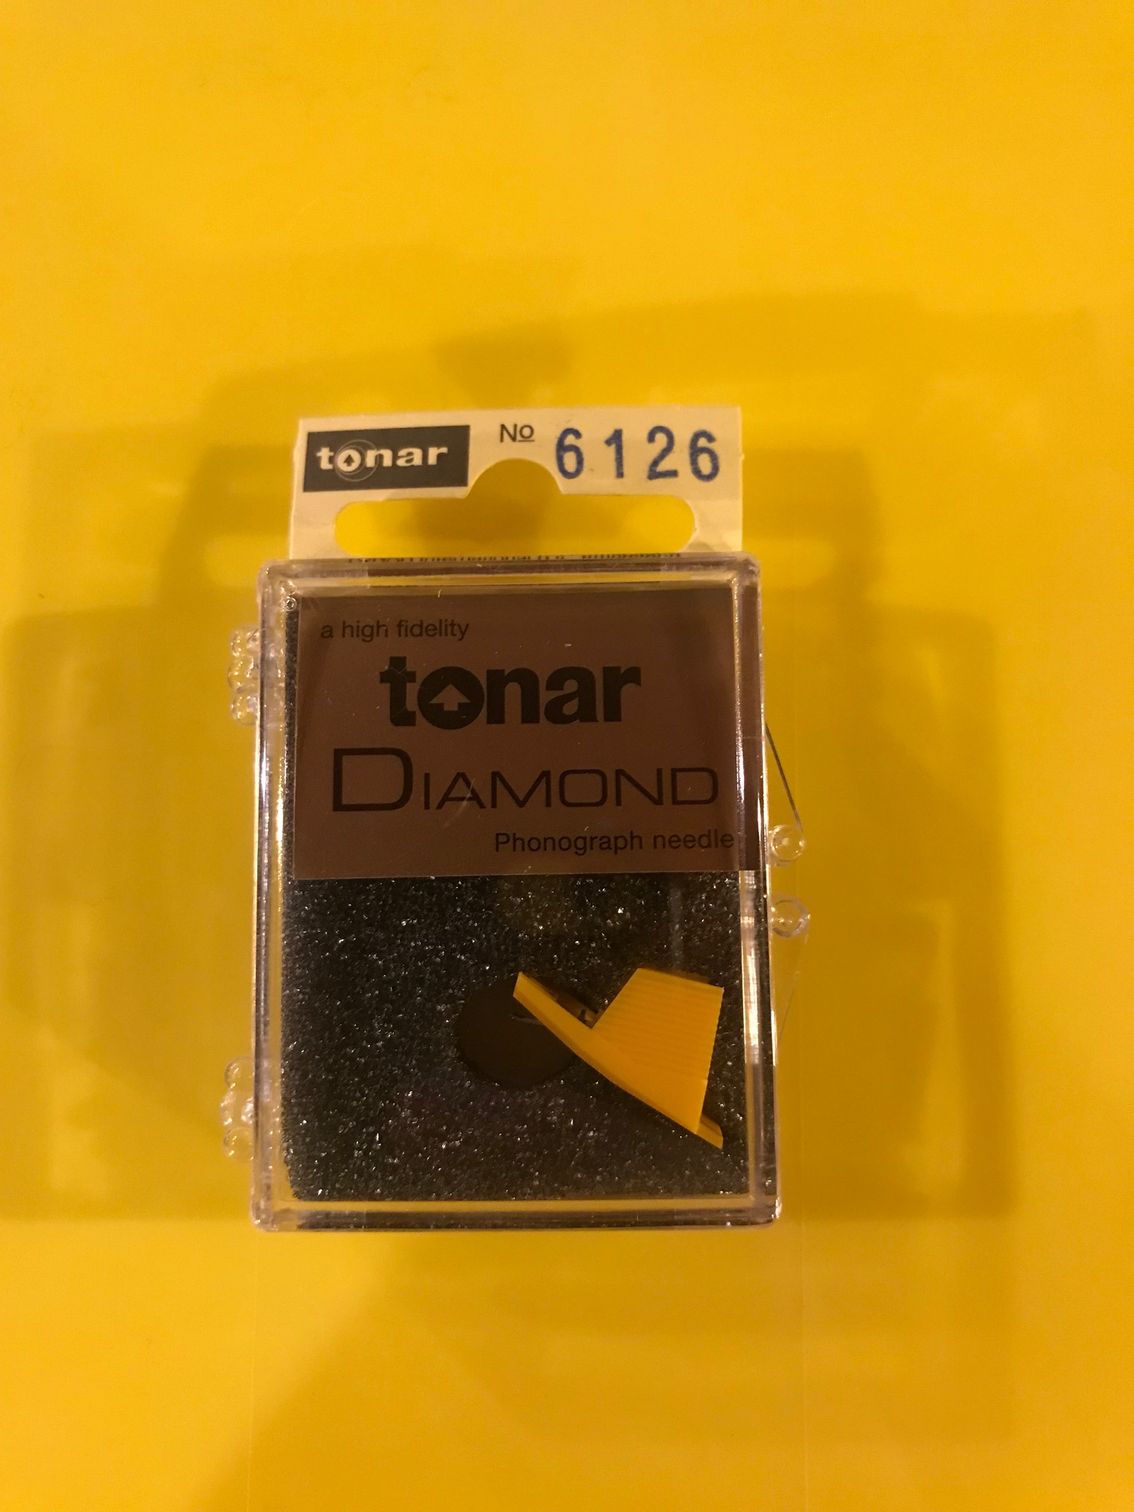 tonar No 6126
a high fidelity
tonar
DIAMOND
Phonograph needle